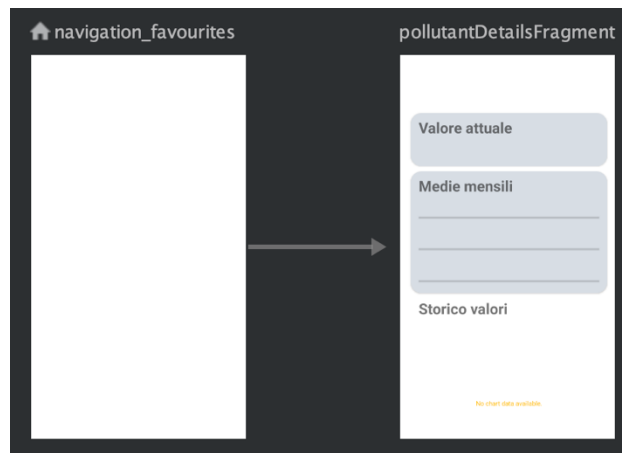 navigation_favourites
pollutantDetailsFragment
Valore attuale
Medie mensili
Storico valori
No chart data available.